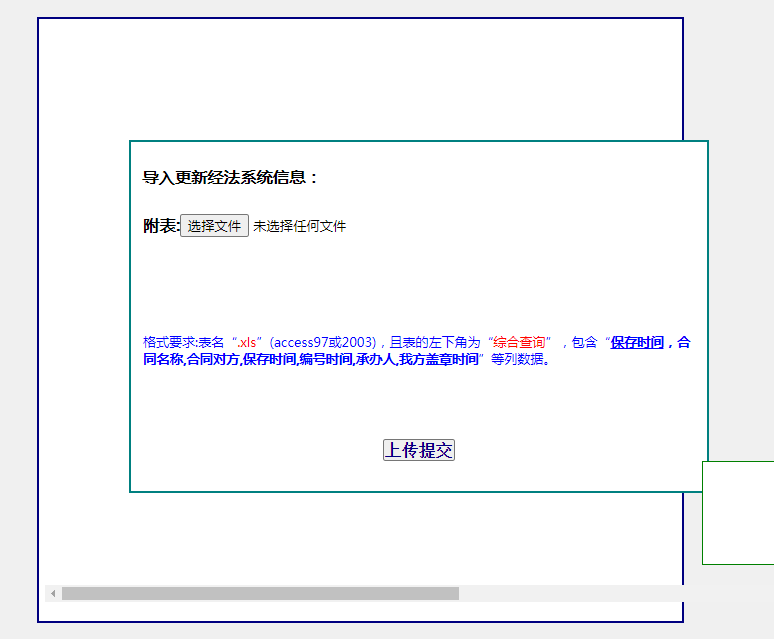 导入更新经法系统信息：
附表:选择文件 未选择任何文件
格式要求:表名“.xls”(access97或2003)，且表的左下角为“综合查询”，包含“保存时间，合
同名称,合同对方,保存时间,编号时间,承办人,我方盖章时间”等列数据。
上传提交